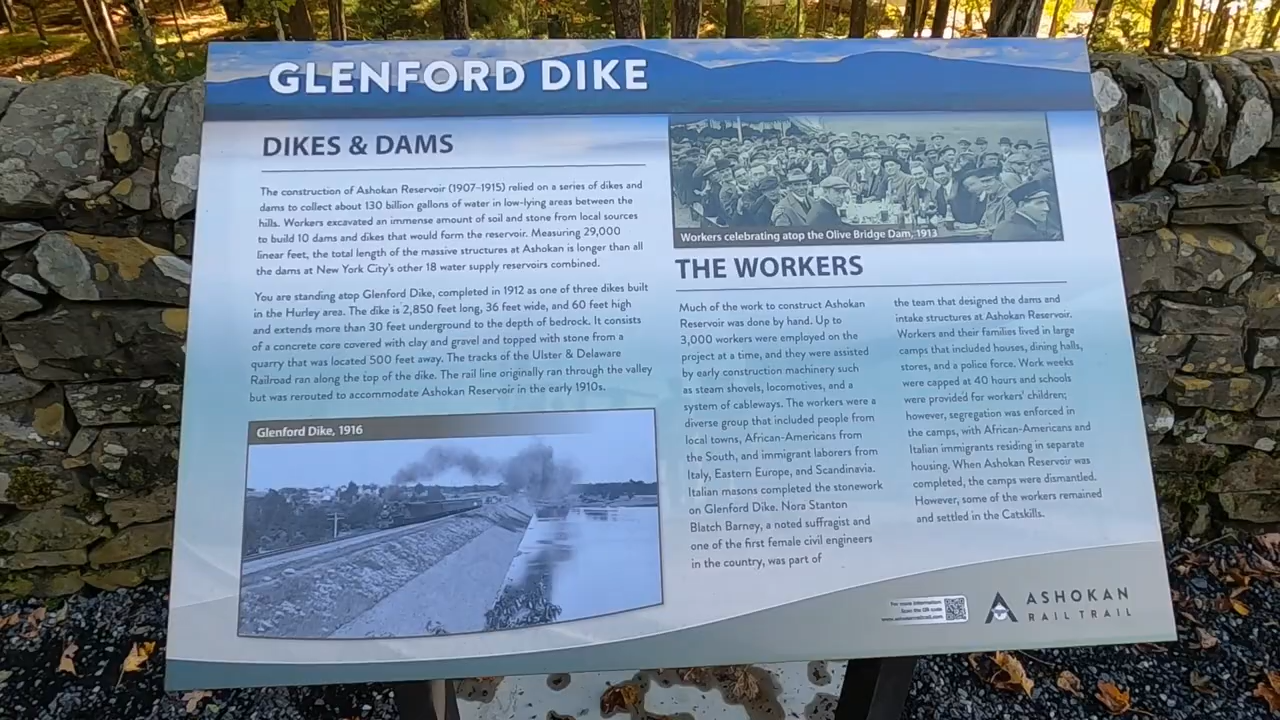 GLENFORD DIKE
DIKES & DAMS
The construction of Ashokan Reservoir (1907–1915) relied on a series of dikes and
dams to collect about 130 billion gallons of water in low-lying areas between the
hills. Workers excavated an immense amount of soil and stone from local sources
to build 10 dams and dikes that would form the reservoir. Measuring 29,000
linear feet, the total length of the massive structures at Ashokan is longer than all
the dams at New York City's other 18 water supply reservoirs combined.
You are standing atop Glenford Dike, completed in 1912 as one of three dikes built
in the Hurley area. The dike is 2,850 feet long, 36 feet wide, and 60 feet high
and extends more than 30 feet underground to the depth of bedrock. It consists
of a concrete core covered with clay and gravel and topped with stone from a
quarry that was located 500 feet away. The tracks of the Ulster & Delaware
Railroad ran along the top of the dike. The rail line originally ran through the valley
but was rerouted to accommodate Ashokan Reservoir in the early 1910s.
Glenford Dike, 1916
Workers celebrating atop the Olive Bridge Dam, 1913
THE WORKERS
Much of the work to construct Ashokan
Reservoir was done by hand. Up to
3,000 workers were employed on the
project at a time, and they were assisted
by early construction machinery such
as steam shovels, locomotives, and a
system of cableways. The workers were a
diverse group that included people from
local towns, African-Americans from
the South, and immigrant laborers from
Italy, Eastern Europe, and Scandinavia.
Italian masons completed the stonework
on Glenford Dike. Nora Stanton
Blatch Barney, a noted suffragist and
one of the first female civil engineers
in the country, was part of
the team that designed the dams and
intake structures at Ashokan Reservoir.
Workers and their families lived in large
camps that included houses, dining halls,
stores, and a police force. Work weeks
were capped at 40 hours and schools
were provided for workers' children;
however, segregation was enforced in
the camps, with African-Americans and
Italian immigrants residing in separate
housing. When Ashokan Reservoir was
completed, the camps were dismantled.
However, some of the workers remained
and settled in the Catskills.
For more information
scan the QR code
www.ashokanrailtrail.com
ASHOKAN
RAIL TRAIL